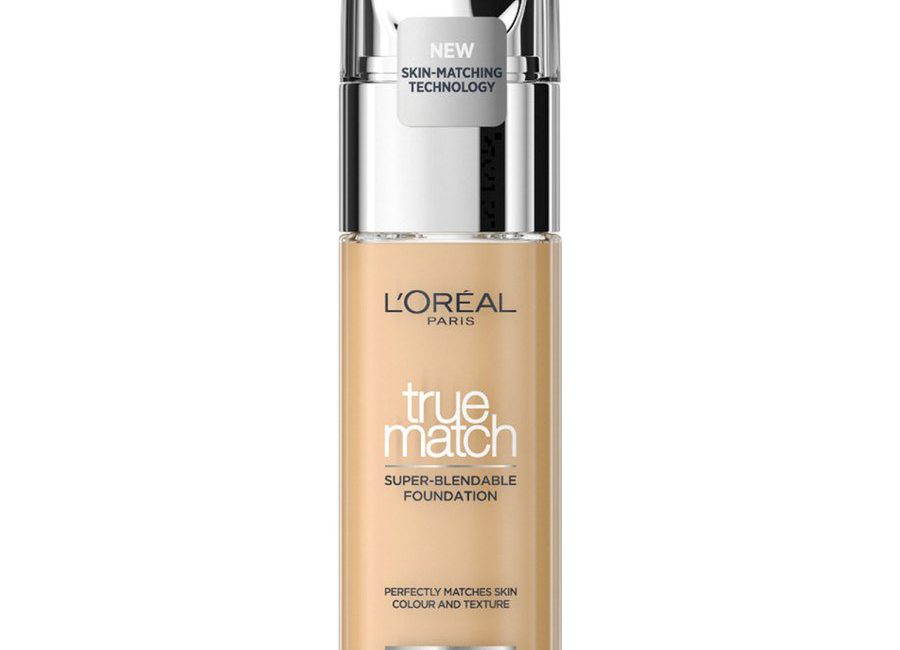 NEW
SKIN-MATCHING
TECHNOLOGY
L'ORÉAL
PARIS
true
match
SUPER-BLENDABLE
FOUNDATION
PERFECTLY MATCHES SKIN
COLOUR AND TEXTURE